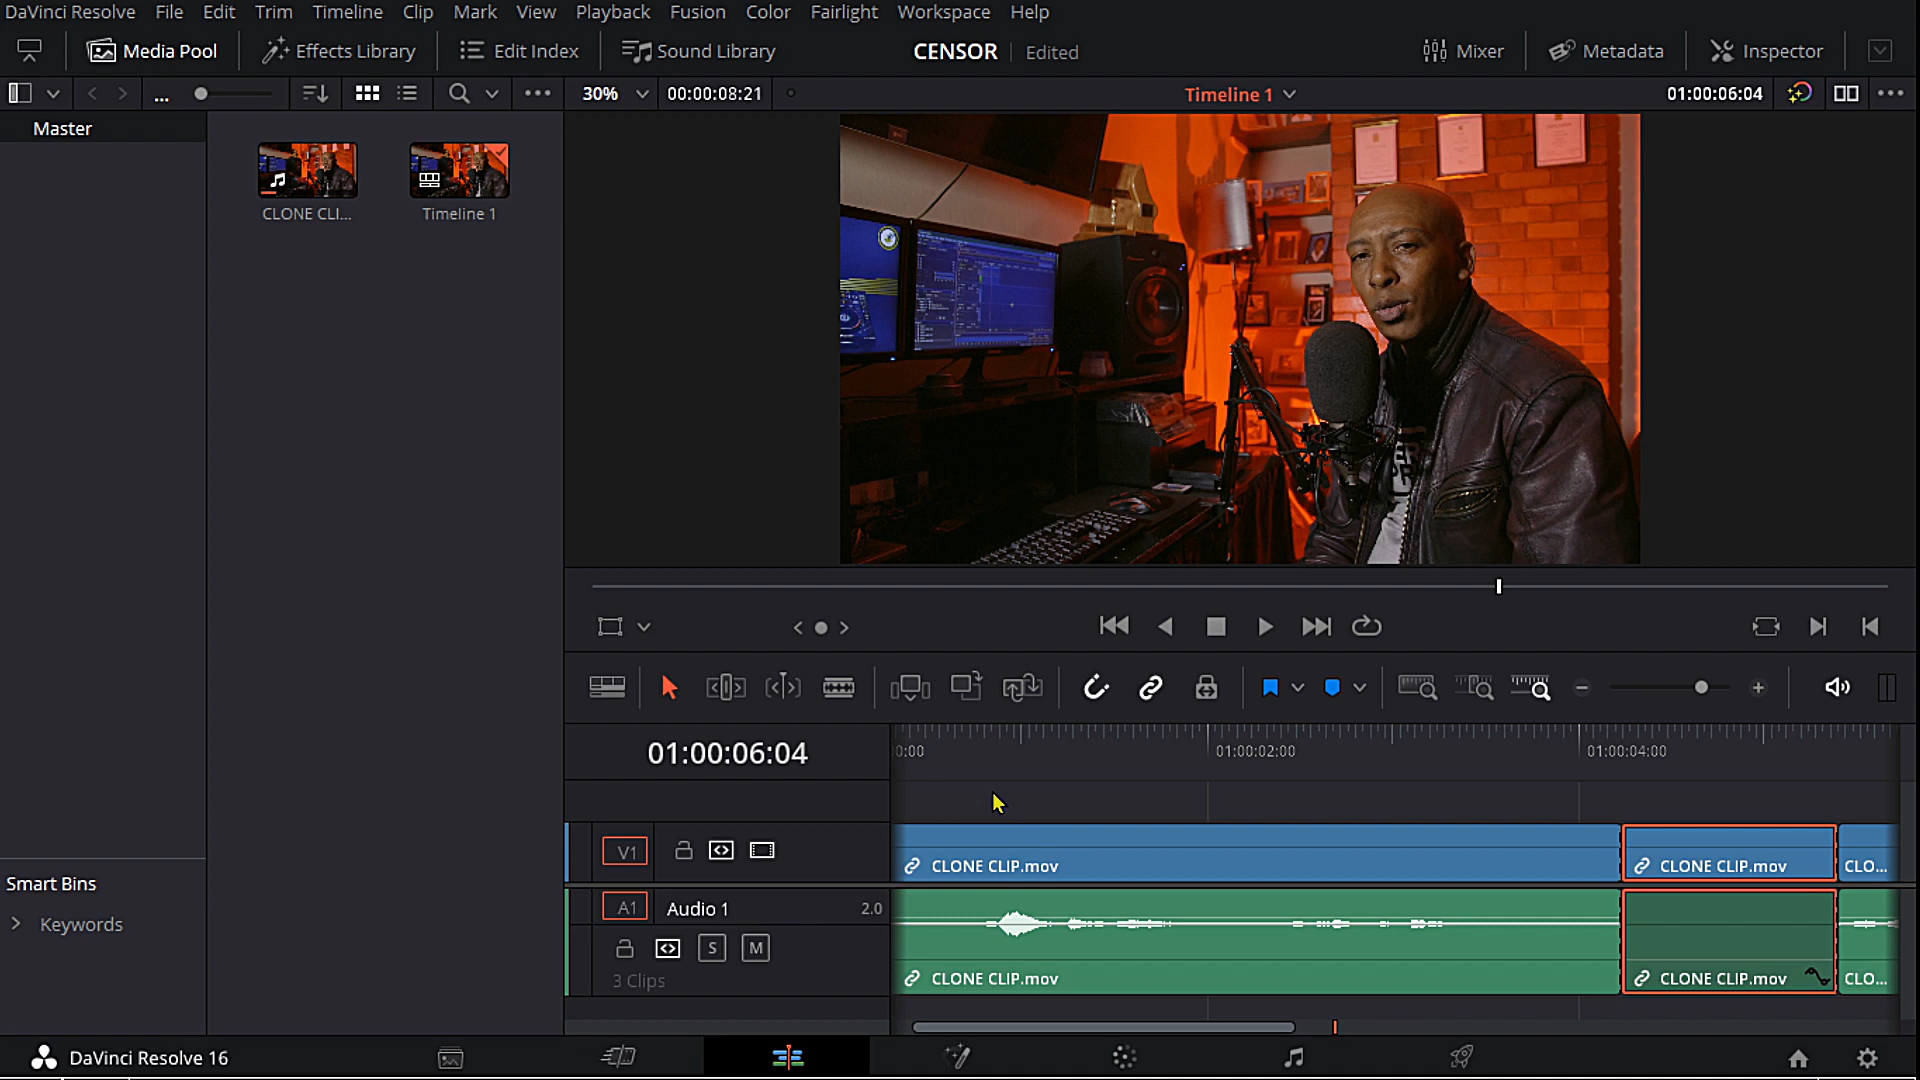 DaVinci Resolve File Edit Trim Timeline Clip Mark View Playback Fusion Color Fairlight Workspace Help
Media Pool Effects Library Edit Index Sound Library CENSOR Edited Mixer Metadata Inspector
... 30% 00:00:08:21 Timeline 1 01:00:06:04
Master
CLONE CLI... Timeline 1
01:00:06:04 0:00 01:00:02:00 01:00:04:00
V1 CLONE CLIP.mov CLONE CLIP.mov CLO...
Smart Bins
A1 Audio 1 2.0
Keywords
S M
3 Clips CLONE CLIP.mov CLONE CLIP.mov CLO...
DaVinci Resolve 16